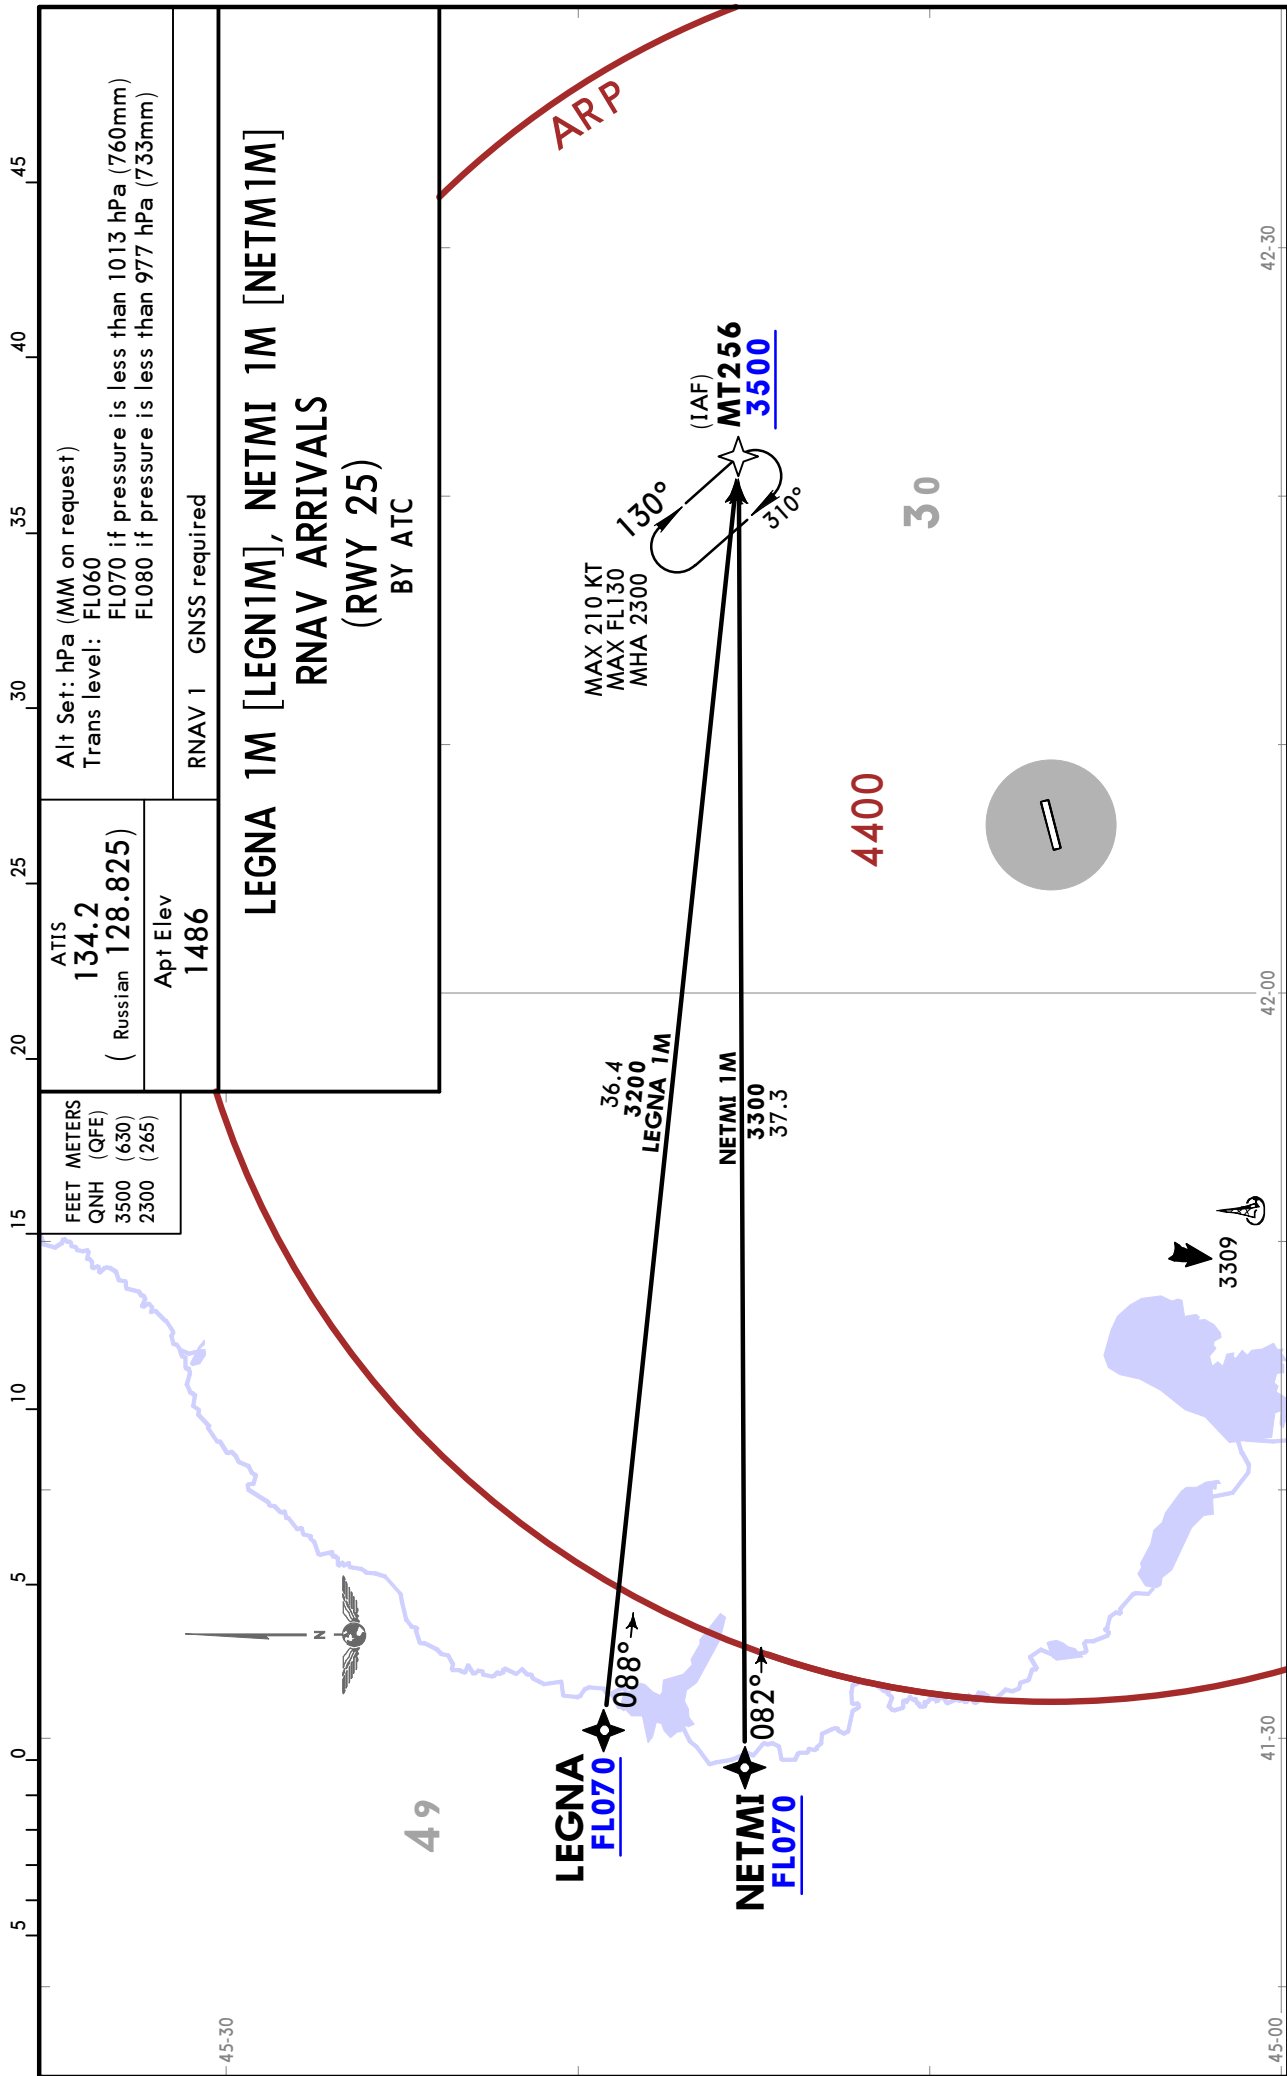 5
0
5
10
15
20
25
30
35
40
45
FEET METERS
QNH (QFE)
3500 (630)
2300 (265)
ATIS
134.2
( Russian 128.825)
Apt Elev
1486
Alt Set: hPa (MM on request)
Trans level: FL060
FL070 if pressure is less than 1013 hPa (760mm)
FL080 if pressure is less than 977 hPa (733mm)
RNAV 1 GNSS required
LEGNA 1M [LEGN1M], NETMI 1M [NETM1M]
RNAV ARRIVALS
(RWY 25)
BY ATC
45-30
N
49
ARP
LEGNA
FL070
088°
36.4
3200
LEGNA 1M
MAX 210 KT
MAX FL130
MHA 2300
130°
310°
(IAF)
MT256
3500
NETMI
FL070
082°
NETMI 1M
3300
37.3
4400
30
3309
45-00
41-30
42-00
42-30